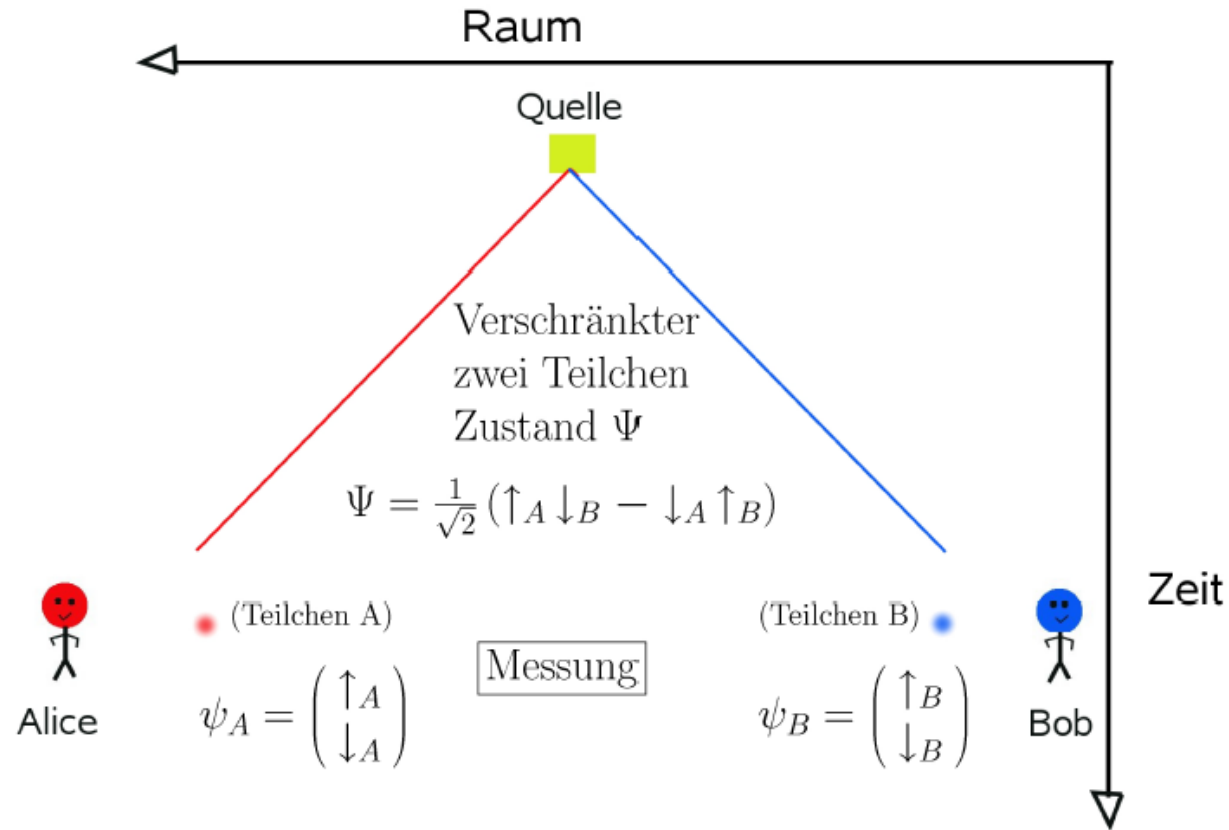 Raum
Quelle
Verschränkter
zwei Teilchen
Zustand Ψ
Ψ = 1/√2 (↑A ↓B − ↓A ↑B)
Zeit
(Teilchen A)
(Teilchen B)
Messung
ψA = ( ↑A ↓A )
ψB = ( ↑B ↓B )
Alice
Bob